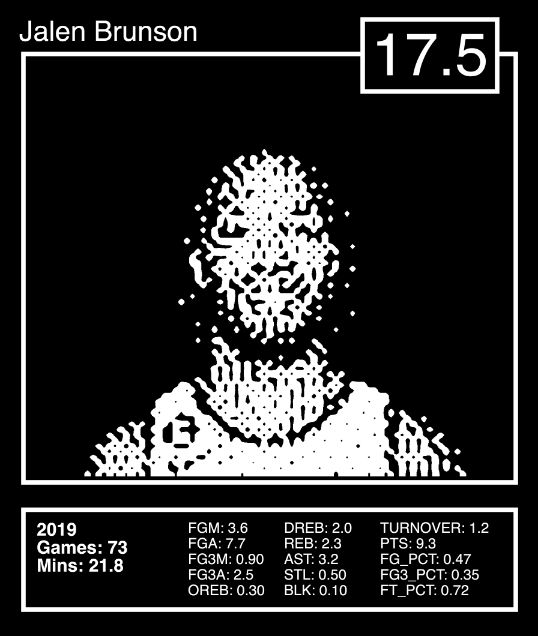 Jalen Brunson
17.5
2019
Games: 73
Mins: 21.8
FGM: 3.6
FGA: 7.7
FG3M: 0.90
FG3A: 2.5
OREB: 0.30
DREB: 2.0
REB: 2.3
AST: 3.2
STL: 0.50
BLK: 0.10
TURNOVER: 1.2
PTS: 9.3
FG_PCT: 0.47
FG3_PCT: 0.35
FT_PCT: 0.72